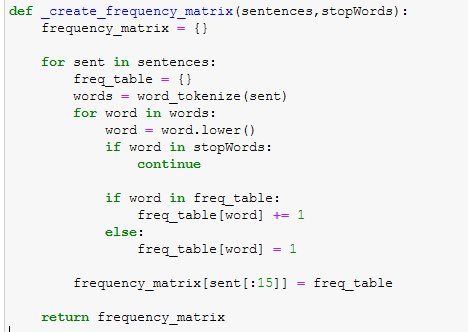 def _create_frequency_matrix(sentences,stopWords):
    frequency_matrix = {}

    for sent in sentences:
        freq_table = {}
        words = word_tokenize(sent)
        for word in words:
            word = word.lower()
            if word in stopWords:
                continue

            if word in freq_table:
                freq_table[word] += 1
            else:
                freq_table[word] = 1

        frequency_matrix[sent[:15]] = freq_table

    return frequency_matrix